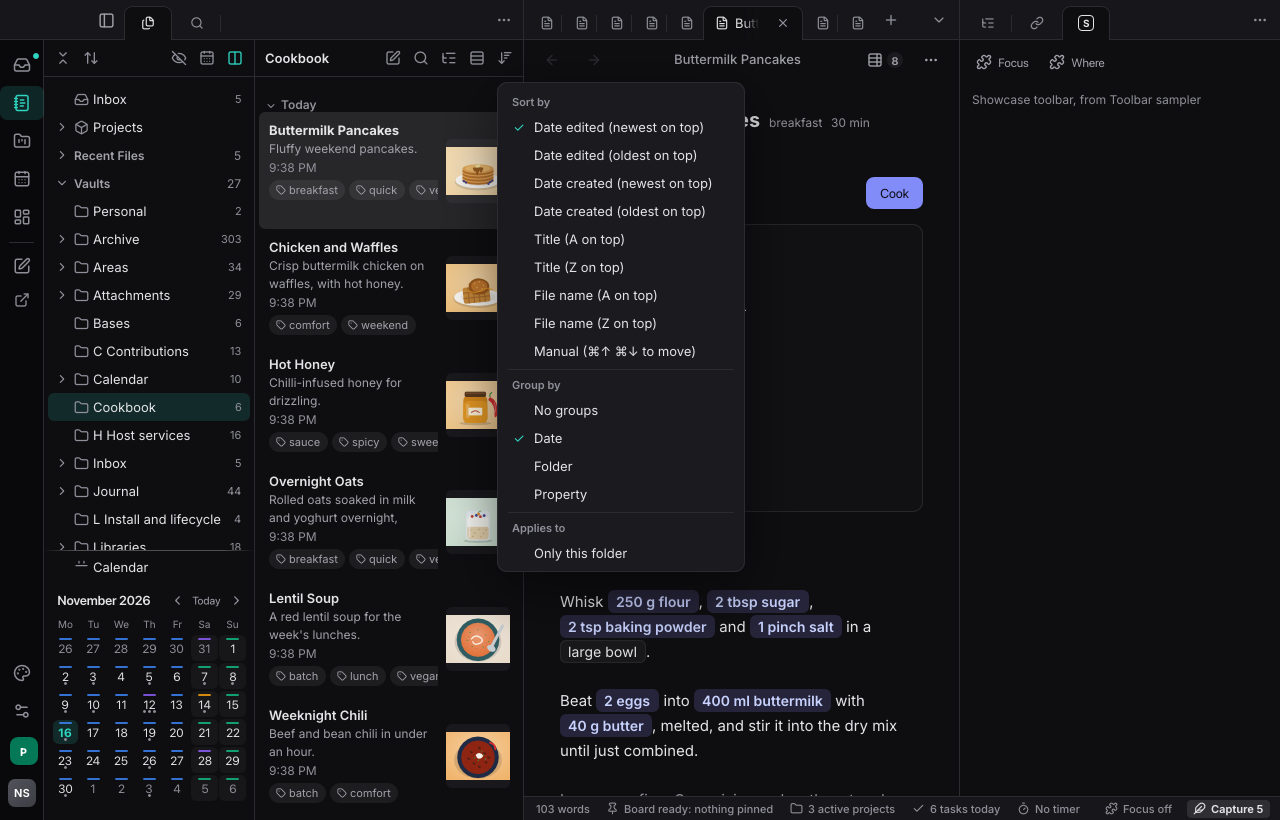 Butt
S
Inbox 5
Projects
Recent Files 5
Vaults 27
Personal 2
Archive 303
Areas 34
Attachments 29
Bases 6
C Contributions 13
Calendar 10
Cookbook 6
H Host services 16
Inbox 5
Journal 44
L Install and lifecycle 4
Libraries 18
Calendar
November 2026 Today
Mo Tu We Th Fr Sa Su
26 27 28 29 30 31 1
2 3 4 5 6 7 8
9 10 11 12 13 14 15
16 17 18 19 20 21 22
23 24 25 26 27 28 29
30 1 2 3 4 5 6
P
NS
Cookbook
Today
Buttermilk Pancakes
Fluffy weekend pancakes.
9:38 PM
breakfast quick ve
Chicken and Waffles
Crisp buttermilk chicken on
waffles, with hot honey.
9:38 PM
comfort weekend
Hot Honey
Chilli-infused honey for
drizzling.
9:38 PM
sauce spicy swee
Overnight Oats
Rolled oats soaked in milk
and yoghurt overnight,
9:38 PM
breakfast quick ve
Lentil Soup
A red lentil soup for the
week's lunches.
9:38 PM
batch lunch vegan
Weeknight Chili
Beef and bean chili in under
an hour.
9:38 PM
batch comfort
Sort by
Date edited (newest on top)
Date edited (oldest on top)
Date created (newest on top)
Date created (oldest on top)
Title (A on top)
Title (Z on top)
File name (A on top)
File name (Z on top)
Manual (⌘↑ ⌘↓ to move)
Group by
No groups
Date
Folder
Property
Applies to
Only this folder
Buttermilk Pancakes 8
es breakfast 30 min
Cook
Whisk 250 g flour , 2 tbsp sugar ,
2 tsp baking powder and 1 pinch salt in a
large bowl .
Beat 2 eggs into 400 ml buttermilk with
40 g butter , melted, and stir it into the dry mix
until just combined.
Focus Where
Showcase toolbar, from Toolbar sampler
103 words Board ready: nothing pinned 3 active projects 6 tasks today No timer Focus off Capture 5